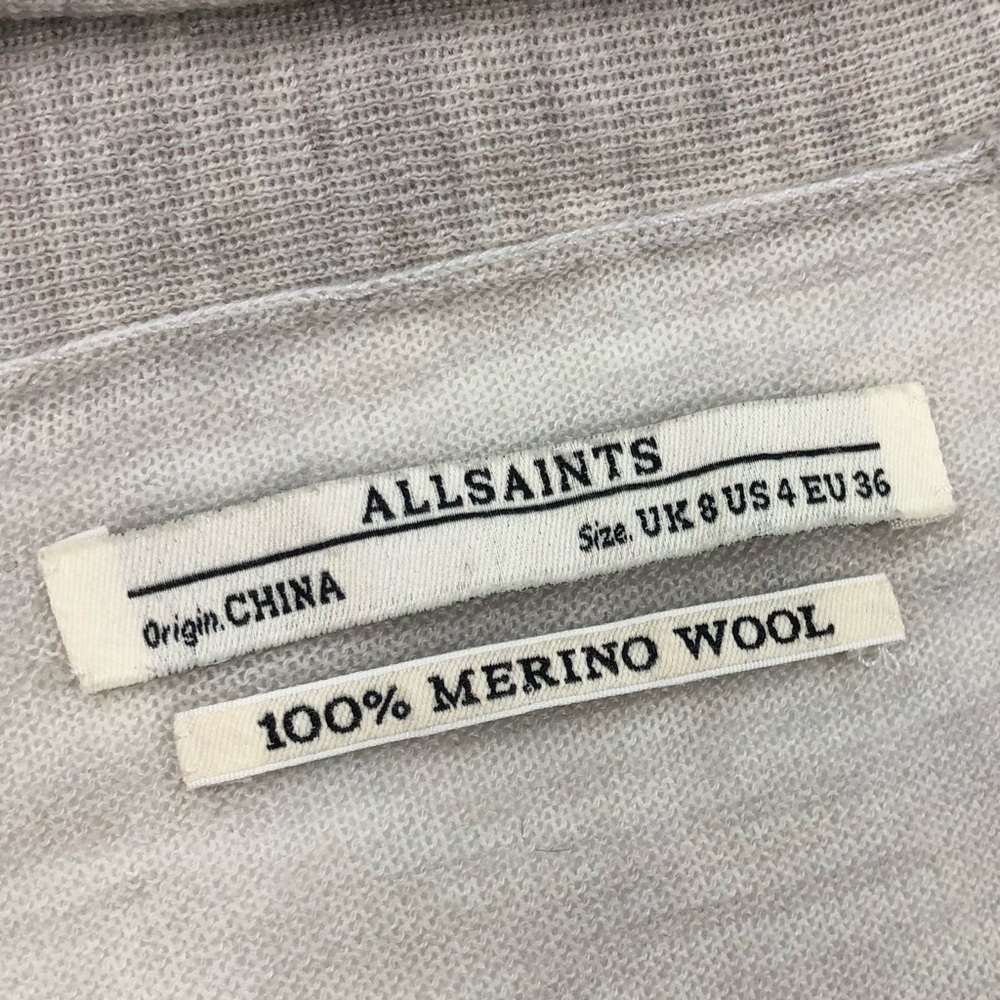 ALLSAINTS
Size. UK 8 US 4 EU 36
Origin. CHINA
100% MERINO WOOL